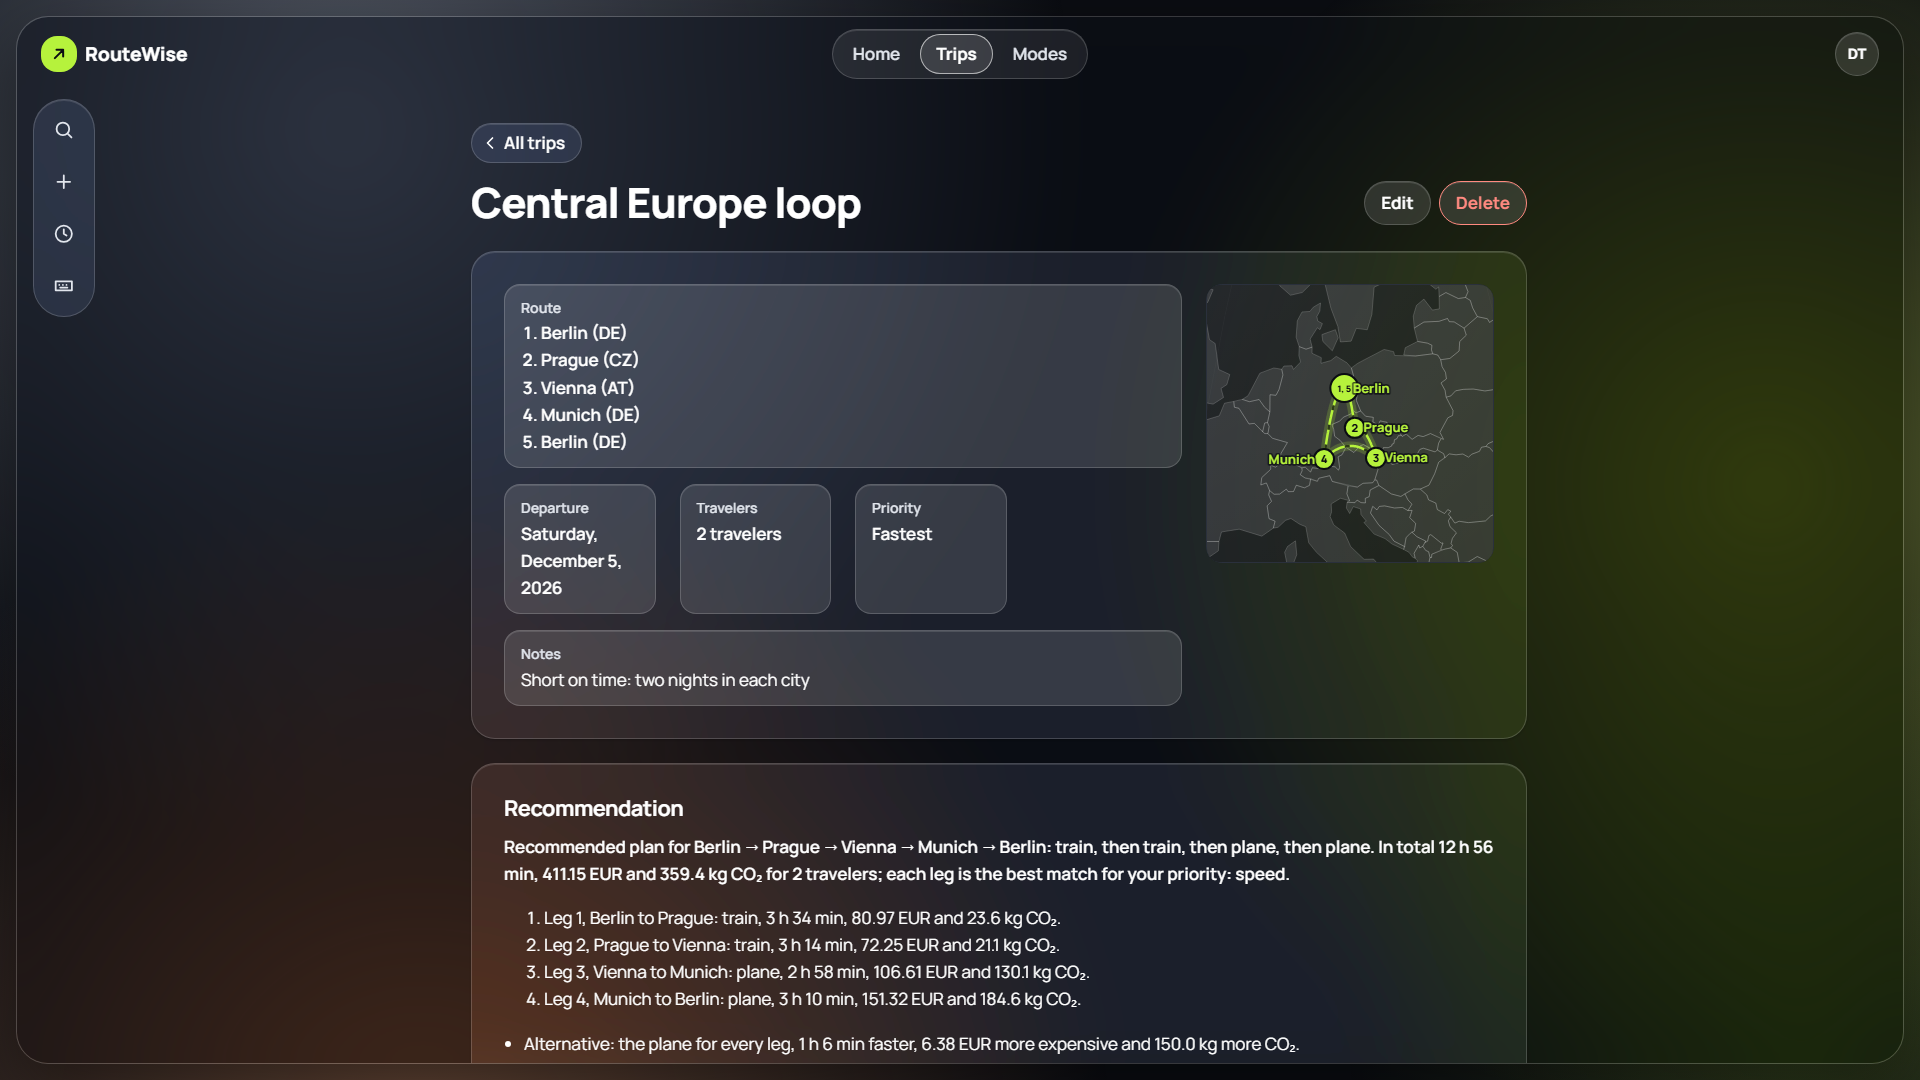 RouteWise
Home
Trips
Modes
DT
All trips
Central Europe loop
Edit
Delete
Route
1. Berlin (DE)
2. Prague (CZ)
3. Vienna (AT)
4. Munich (DE)
5. Berlin (DE)
1, 5 Berlin
2 Prague
Munich 4
3 Vienna
Departure
Saturday,
December 5,
2026
Travelers
2 travelers
Priority
Fastest
Notes
Short on time: two nights in each city
Recommendation
Recommended plan for Berlin → Prague → Vienna → Munich → Berlin: train, then train, then plane, then plane. In total 12 h 56
min, 411.15 EUR and 359.4 kg CO₂ for 2 travelers; each leg is the best match for your priority: speed.
1. Leg 1, Berlin to Prague: train, 3 h 34 min, 80.97 EUR and 23.6 kg CO₂.
2. Leg 2, Prague to Vienna: train, 3 h 14 min, 72.25 EUR and 21.1 kg CO₂.
3. Leg 3, Vienna to Munich: plane, 2 h 58 min, 106.61 EUR and 130.1 kg CO₂.
4. Leg 4, Munich to Berlin: plane, 3 h 10 min, 151.32 EUR and 184.6 kg CO₂.
• Alternative: the plane for every leg, 1 h 6 min faster, 6.38 EUR more expensive and 150.0 kg more CO₂.